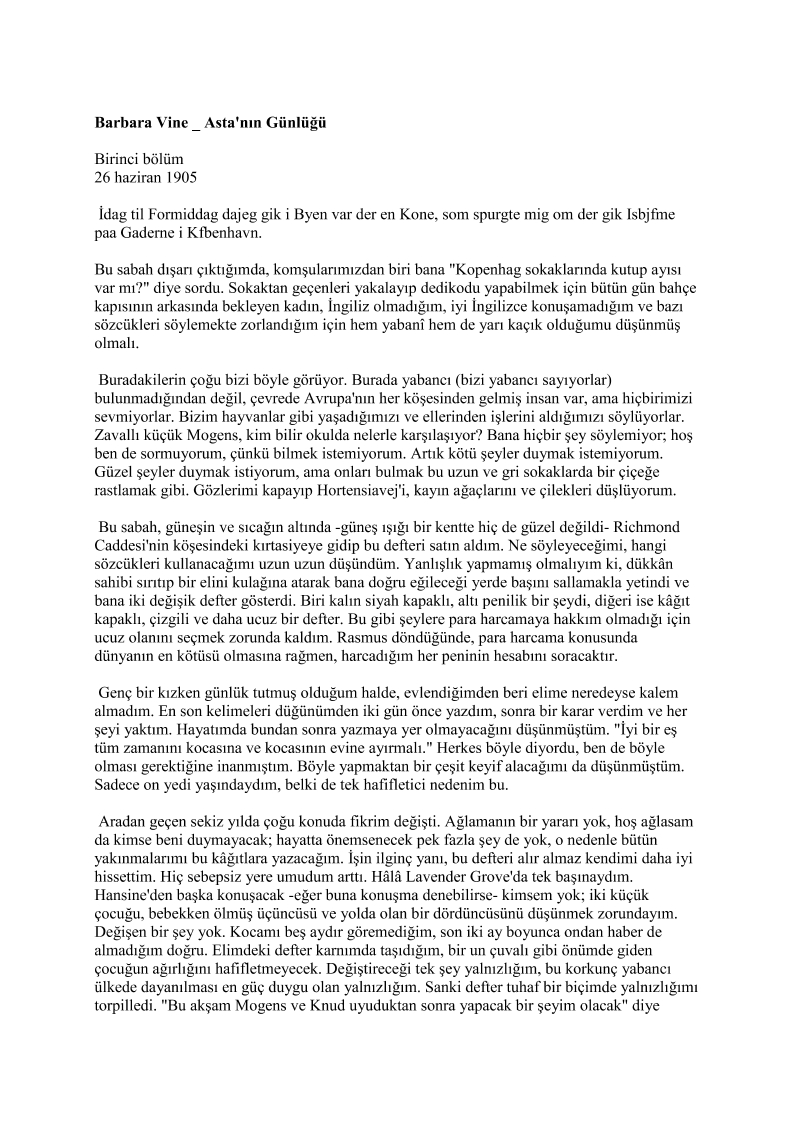 Barbara Vine _ Asta'nın Günlüğü
Birinci bölüm
26 haziran 1905
İdag til Formiddag dajeg gik i Byen var der en Kone, som spurgte mig om der gik Isbjfme
paa Gaderne i Kfbenhavn.
Bu sabah dışarı çıktığımda, komşularımızdan biri bana "Kopenhag sokaklarında kutup ayısı
var mı?" diye sordu. Sokaktan geçenleri yakalayıp dedikodu yapabilmek için bütün gün bahçe
kapısının arkasında bekleyen kadın, İngiliz olmadığım, iyi İngilizce konuşamadığım ve bazı
sözcükleri söylemekte zorlandığım için hem yabanî hem de yarı kaçık olduğumu düşünmüş
olmalı.
Buradakilerin çoğu bizi böyle görüyor. Burada yabancı (bizi yabancı sayıyorlar)
bulunmadığından değil, çevrede Avrupa'nın her köşesinden gelmiş insan var, ama hiçbirimizi
sevmiyorlar. Bizim hayvanlar gibi yaşadığımızı ve ellerinden işlerini aldığımızı söylüyorlar.
Zavallı küçük Mogens, kim bilir okulda nelerle karşılaşıyor? Bana hiçbir şey söylemiyor; hoş
ben de sormuyorum, çünkü bilmek istemiyorum. Artık kötü şeyler duymak istemiyorum.
Güzel şeyler duymak istiyorum, ama onları bulmak bu uzun ve gri sokaklarda bir çiçeğe
rastlamak gibi. Gözlerimi kapayıp Hortensiavej'i, kayın ağaçlarını ve çilekleri düşlüyorum.
Bu sabah, güneşin ve sıcağın altında -güneş ışığı bir kentte hiç de güzel değildi- Richmond
Caddesi'nin köşesindeki kırtasiyeye gidip bu defteri satın aldım. Ne söyleyeceğimi, hangi
sözcükleri kullanacağımı uzun uzun düşündüm. Yanlışlık yapmamış olmalıyım ki, dükkân
sahibi sırıtıp bir elini kulağına atarak bana doğru eğileceği yerde başını sallamakla yetindi ve
bana iki değişik defter gösterdi. Biri kalın siyah kapaklı, altı penilik bir şeydi, diğeri ise kâğıt
kapaklı, çizgili ve daha ucuz bir defter. Bu gibi şeylere para harcamaya hakkım olmadığı için
ucuz olanını seçmek zorunda kaldım. Rasmus döndüğünde, para harcama konusunda
dünyanın en kötüsü olmasına rağmen, harcadığım her peninin hesabını soracaktır.
Genç bir kızken günlük tutmuş olduğum halde, evlendiğimden beri elime neredeyse kalem
almadım. En son kelimeleri düğünümden iki gün önce yazdım, sonra bir karar verdim ve her
şeyi yaktım. Hayatımda bundan sonra yazmaya yer olmayacağını düşünmüştüm. "İyi bir eş
tüm zamanını kocasına ve kocasının evine ayırmalı." Herkes böyle diyordu, ben de böyle
olması gerektiğine inanmıştım. Böyle yapmaktan bir çeşit keyif alacağımı da düşünmüştüm.
Sadece on yedi yaşındaydım, belki de tek hafifletici nedenim bu.
Aradan geçen sekiz yılda çoğu konuda fikrim değişti. Ağlamanın bir yararı yok, hoş ağlasam
da kimse beni duymayacak; hayatta önemsenecek pek fazla şey de yok, o nedenle bütün
yakınmalarımı bu kâğıtlara yazacağım. İşin ilginç yanı, bu defteri alır almaz kendimi daha iyi
hissettim. Hiç sebepsiz yere umudum arttı. Hâlâ Lavender Grove'da tek başınaydım.
Hansine'den başka konuşacak -eğer buna konuşma denebilirse- kimsem yok; iki küçük
çocuğu, bebekken ölmüş üçüncüsü ve yolda olan bir dördüncüsünü düşünmek zorundayım.
Değişen bir şey yok. Kocamı beş aydır göremediğim, son iki ay boyunca ondan haber de
almadığım doğru. Elimdeki defter karnımda taşıdığım, bir un çuvalı gibi önümde giden
çocuğun ağırlığını hafifletmeyecek. Değiştireceği tek şey yalnızlığım, bu korkunç yabancı
ülkede dayanılması en güç duygu olan yalnızlığım. Sanki defter tuhaf bir biçimde yalnızlığımı
torpilledi. "Bu akşam Mogens ve Knud uyuduktan sonra yapacak bir şeyim olacak" diye